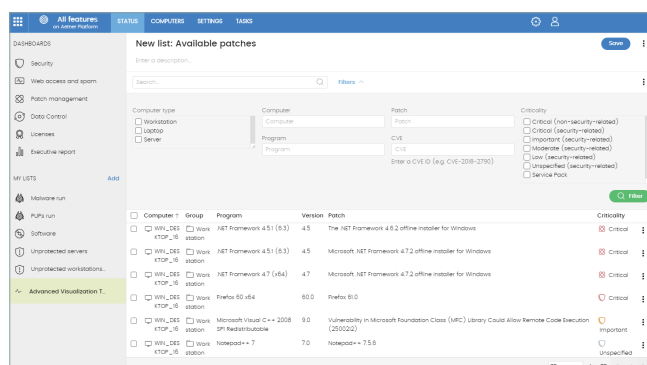 All features
on Aether Platform
STATUS COMPUTERS SETTINGS TASKS
DASHBOARDS
Security
Web access and spam
Patch management
Data Control
Licenses
Executive report
MY LISTS Add
Malware run
PUPs run
Software
Unprotected servers
Unprotected workstations...
Advanced Visualization T...
New list: Available patches
Save
Enter a description...
Search...
Filters
Computer type
Workstation
Laptop
Server
Computer
Computer
Program
Program
Patch
Patch
CVE
CVE
Enter a CVE ID (e.g. CVE-2018-2790)
Criticality
Critical (non-security-related)
Critical (security-related)
Important (security-related)
Moderate (security-related)
Low (security-related)
Unspecified (security-related)
Service Pack
Filter
Computer ↑ Group Program Version Patch Criticality
WIN_DES Work .NET Framework 4.5.1 (6.3) 4.5 The .NET Framework 4.6.2 offline installer for Windows Critical
KTOP_16 station
WIN_DES Work .NET Framework 4.5.1 (6.3) 4.5 Microsoft .NET Framework 4.7.2 offline installer for Windows Critical
KTOP_16 station
WIN_DES Work .NET Framework 4.7 (x64) 4.7 Microsoft .NET Framework 4.7.2 offline installer for Windows Critical
KTOP_16 station
WIN_DES Work Firefox 60 x64 60.0 Firefox 61.0 Critical
KTOP_16 station
WIN_DES Work Microsoft Visual C++ 2008 9.0 Vulnerability in Microsoft Foundation Class (MFC) Library Could Allow Remote Code Execution
KTOP_16 station SP1 Redistributable (2500212) Important
WIN_DES Work Notepad++ 7 7.0 Notepad++ 7.5.6
KTOP_16 station Unspecified